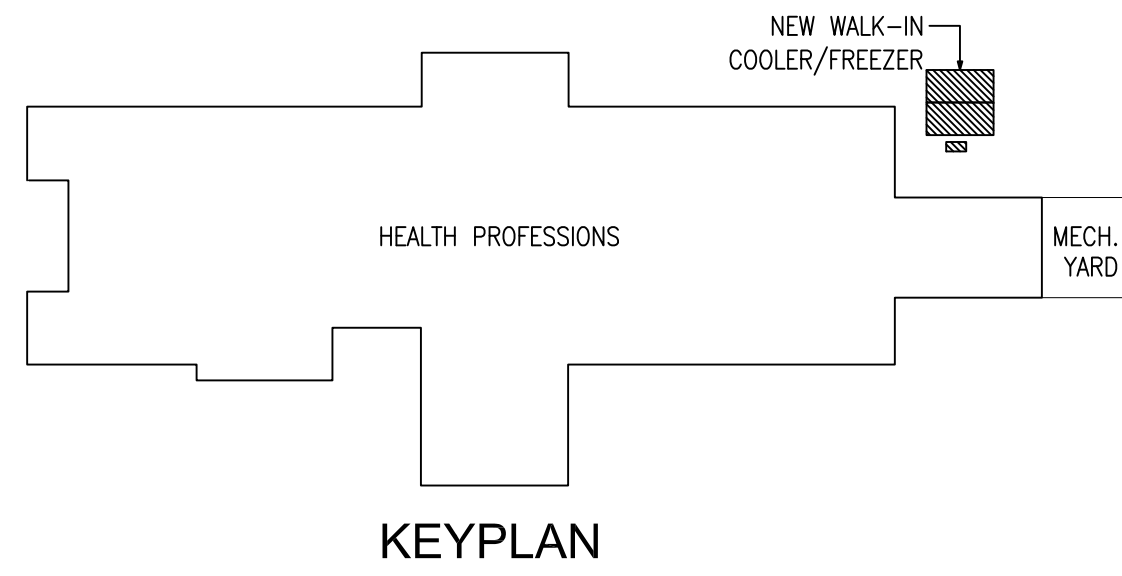 NEW WALK-IN
COOLER/FREEZER
HEALTH PROFESSIONS
MECH.
YARD
KEYPLAN